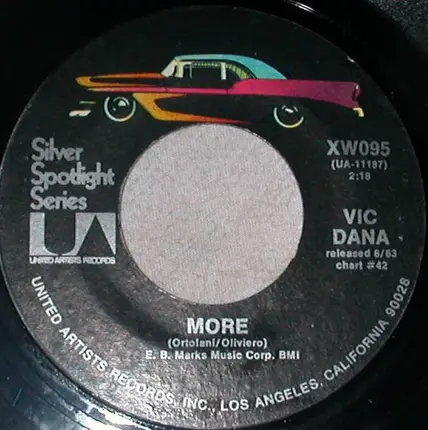 Silver
Spotlight
Series
UA
UNITED ARTISTS RECORDS
XW095
(UA-11187)
2:18
VIC
DANA
released 6/63
chart #42
MORE
(Ortolani/Oliviero)
E. B. Marks Music Corp. BMI
UNITED ARTISTS RECORDS, INC., LOS ANGELES, CALIFORNIA 90028